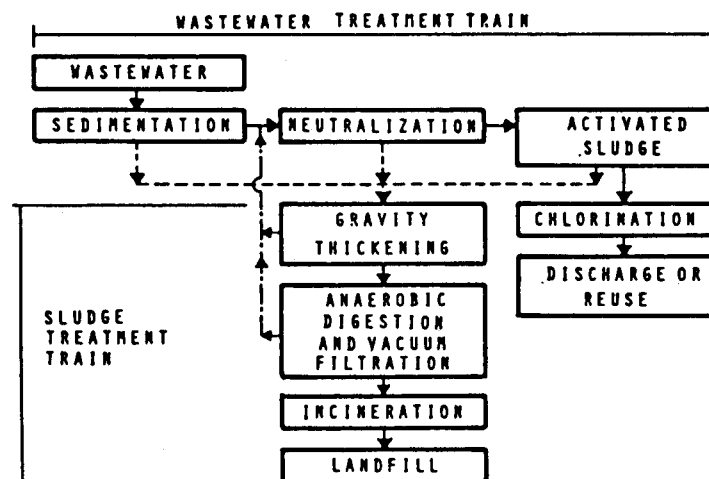 WASTEWATER TREATMENT TRAIN
WASTEWATER
SEDIMENTATION
NEUTRALIZATION
ACTIVATED
SLUDGE
GRAVITY
THICKENING
CHLORINATION
DISCHARGE OR
REUSE
SLUDGE
TREATMENT
TRAIN
ANAEROBIC
DIGESTION
AND VACUUM
FILTRATION
INCINERATION
LANDFILL